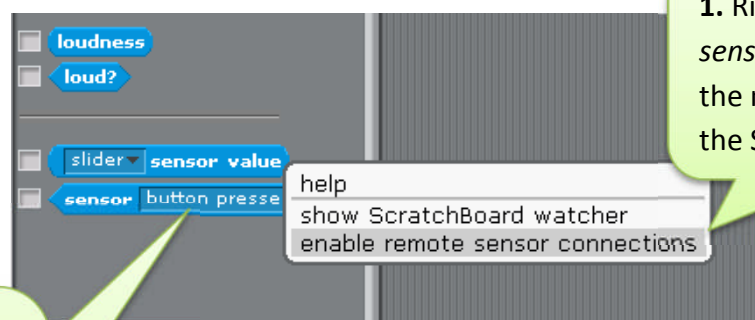 loudness
loud?
slider sensor value
sensor button presse
help
show ScratchBoard watcher
enable remote sensor connections
1.
sens
the
the